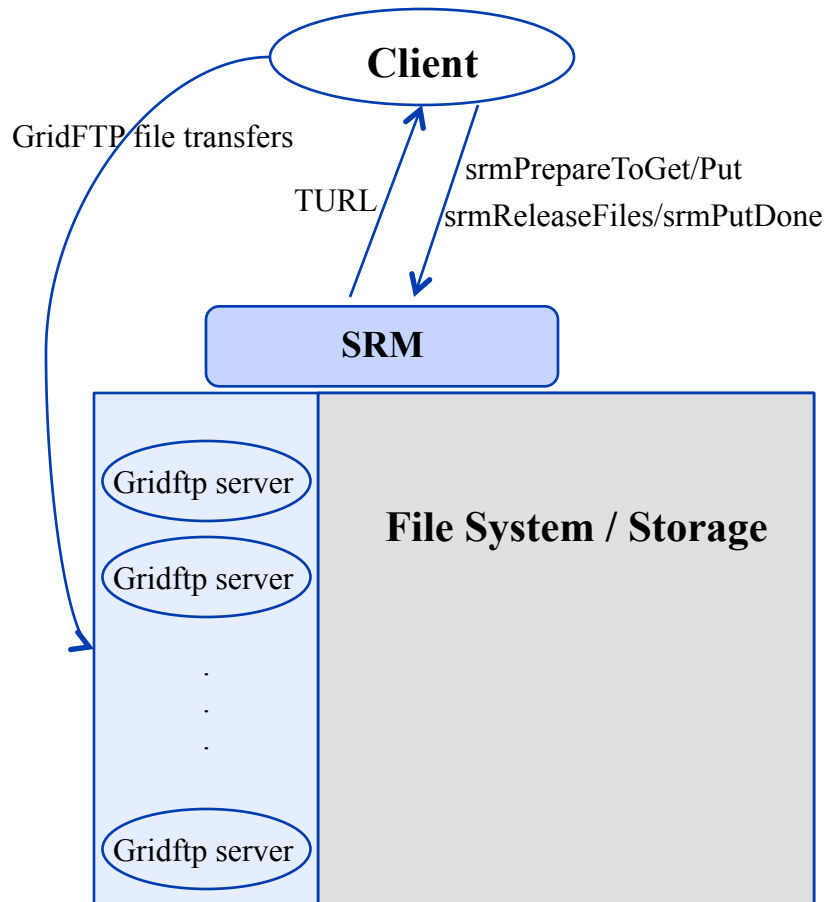 Client
GridFTP file transfers
TURL
srmPrepareToGet/Put
srmReleaseFiles/srmPutDone
SRM
Gridftp server
File System / Storage
Gridftp server
.
.
.
Gridftp server